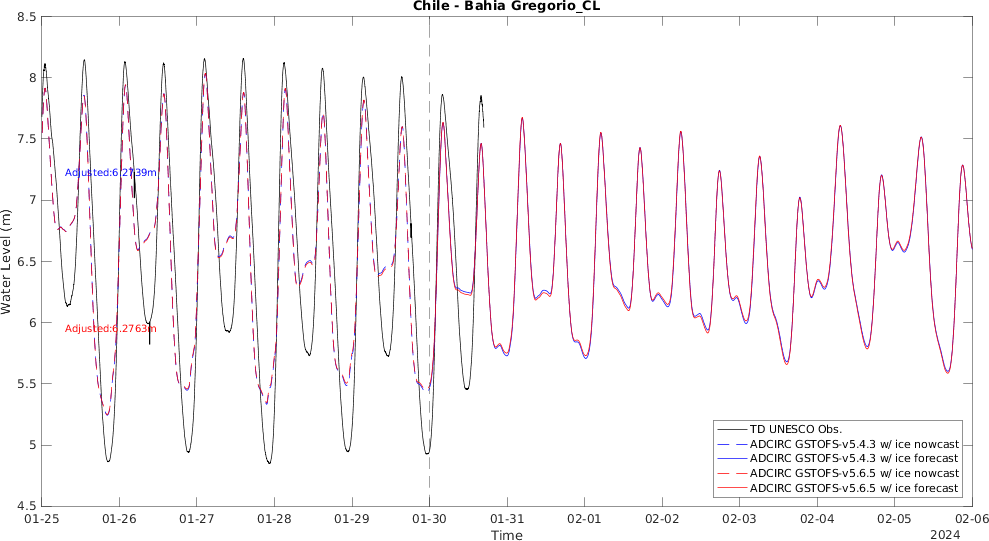 Chile - Bahia Gregorio_CL
8.5
8
7.5
7
6.5
6
5.5
5
4.5
Water Level (m)
Adjusted:6.2739m
Adjusted:6.2763m
TD UNESCO Obs.
ADCIRC GSTOFS-v5.4.3 w/ ice nowcast
ADCIRC GSTOFS-v5.4.3 w/ ice forecast
ADCIRC GSTOFS-v5.6.5 w/ ice nowcast
ADCIRC GSTOFS-v5.6.5 w/ ice forecast
01-25 01-26 01-27 01-28 01-29 01-30 01-31 02-01 02-02 02-03 02-04 02-05 02-06
Time
2024